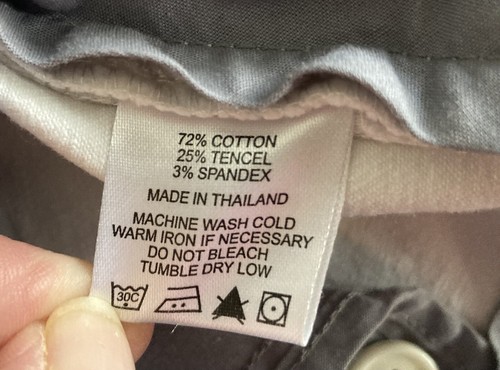 72% COTTON
25% TENCEL
3% SPANDEX
MADE IN THAILAND
MACHINE WASH COLD
WARM IRON IF NECESSARY
DO NOT BLEACH
TUMBLE DRY LOW
30C